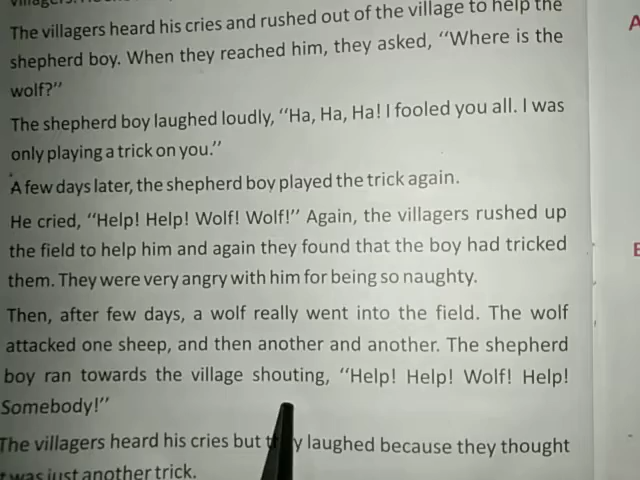 The villagers heard his cries and rushed out of the village to help the
shepherd boy. When they reached him, they asked, "Where is the
wolf?"
The shepherd boy laughed loudly, "Ha, Ha, Ha! I fooled you all. I was
only playing a trick on you."
A few days later, the shepherd boy played the trick again.
He cried, "Help! Help! Wolf! Wolf!" Again, the villagers rushed up
the field to help him and again they found that the boy had tricked
them. They were very angry with him for being so naughty.
Then, after few days, a wolf really went into the field. The wolf
attacked one sheep, and then another and another. The shepherd
boy ran towards the village shouting, "Help! Help! Wolf! Help!
Somebody!"
The villagers heard his cries but they laughed because they thought
it was just another trick.